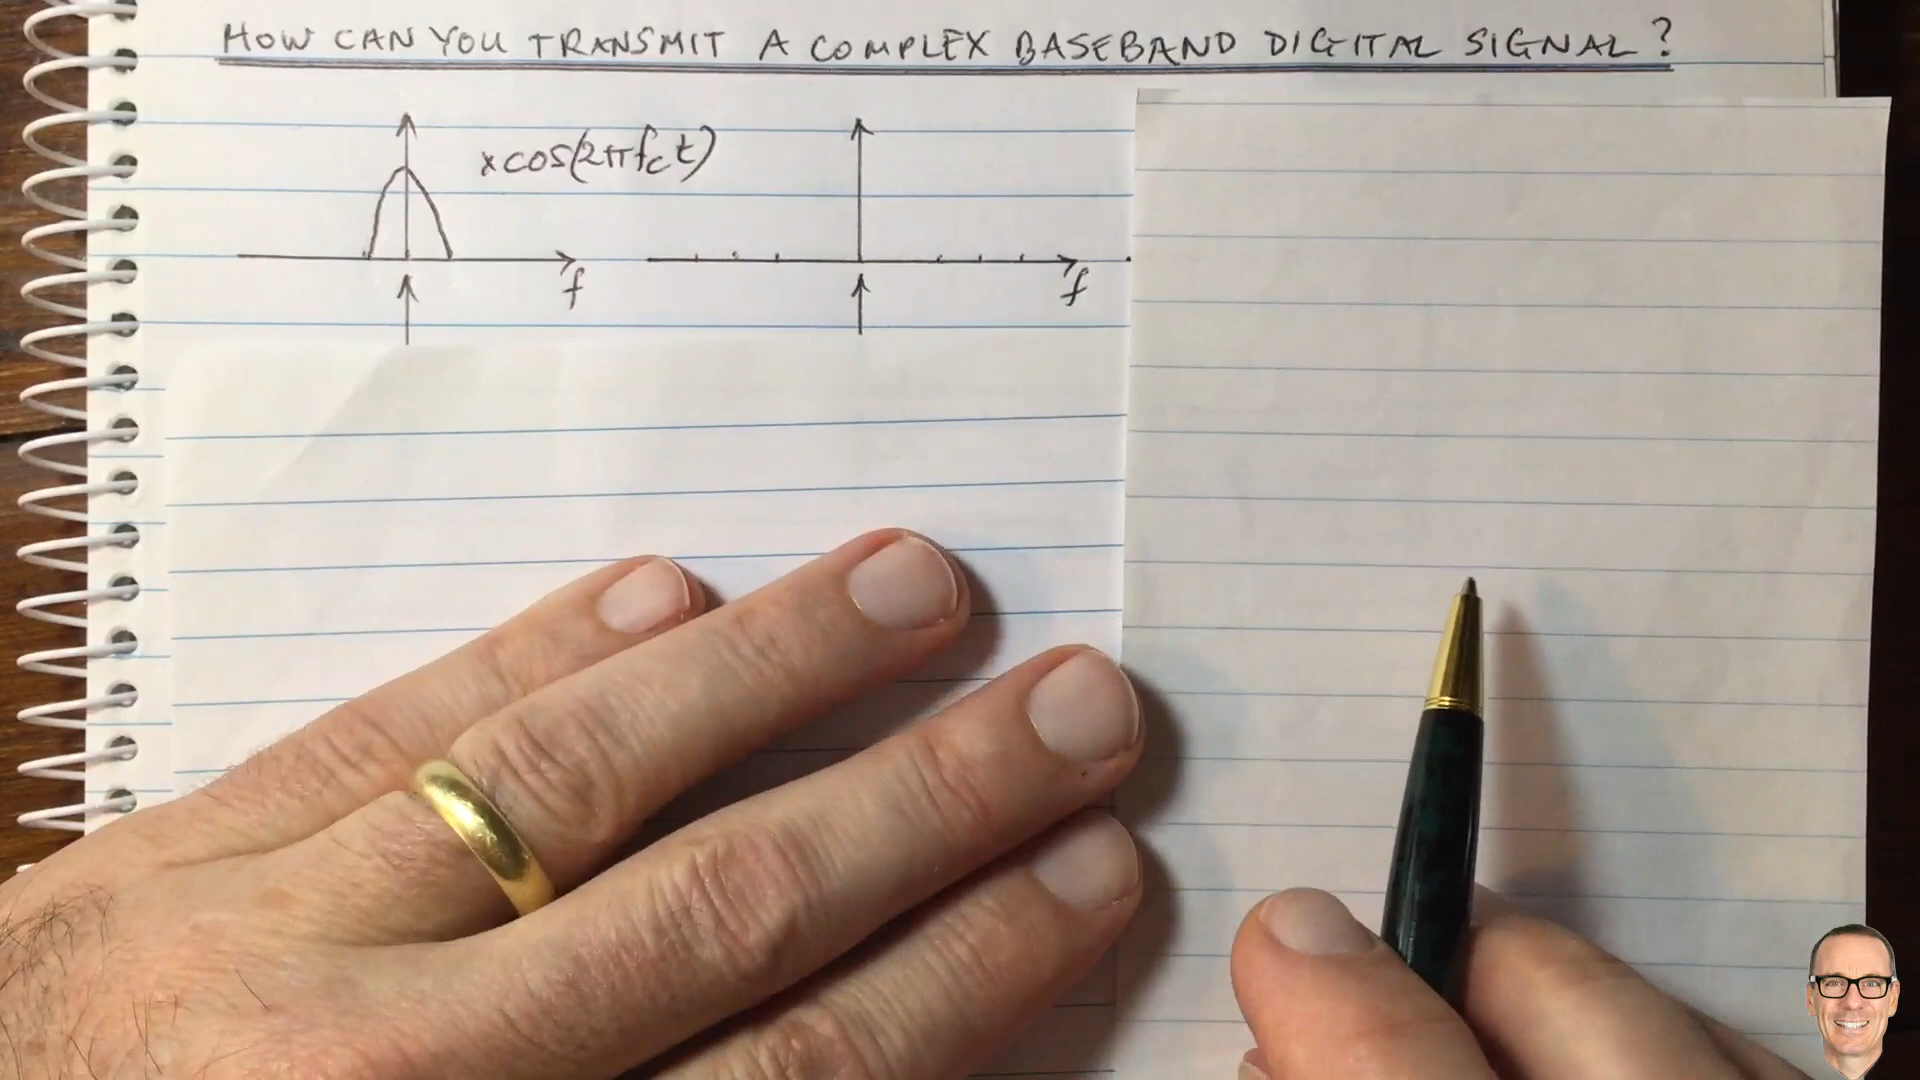 HOW CAN YOU TRANSMIT A COMPLEX BASEBAND DIGITAL SIGNAL?
xcos(2πfct)
f
f